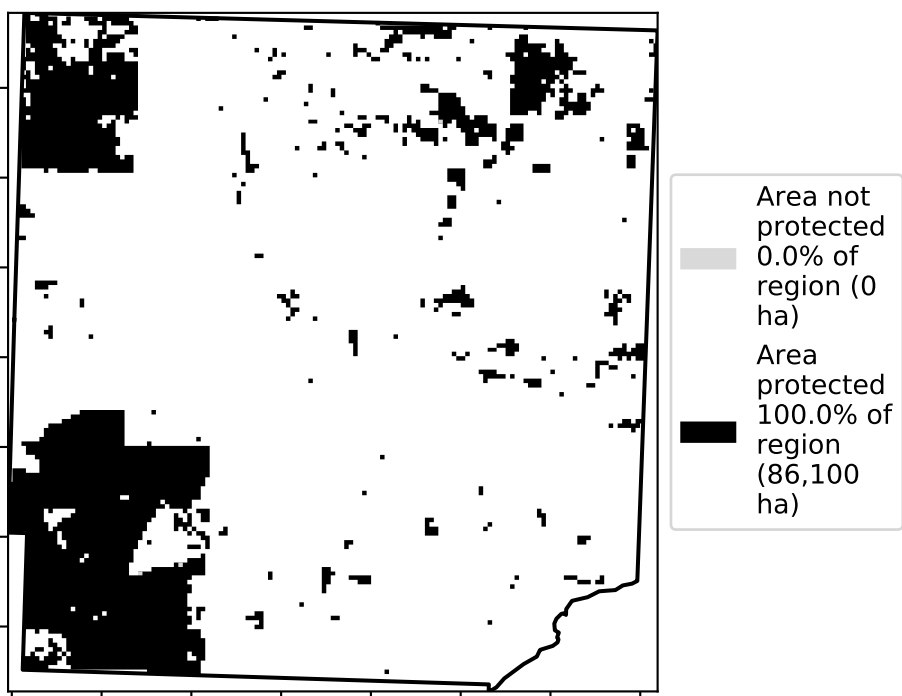 Area not
protected
0.0% of
region (0
ha)
Area
protected
100.0% of
region
(86,100
ha)